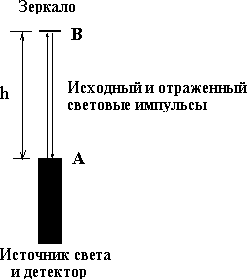 Зеркало
B
h
Исходный и отраженный
световые импульсы
A
Источник света
и детектор